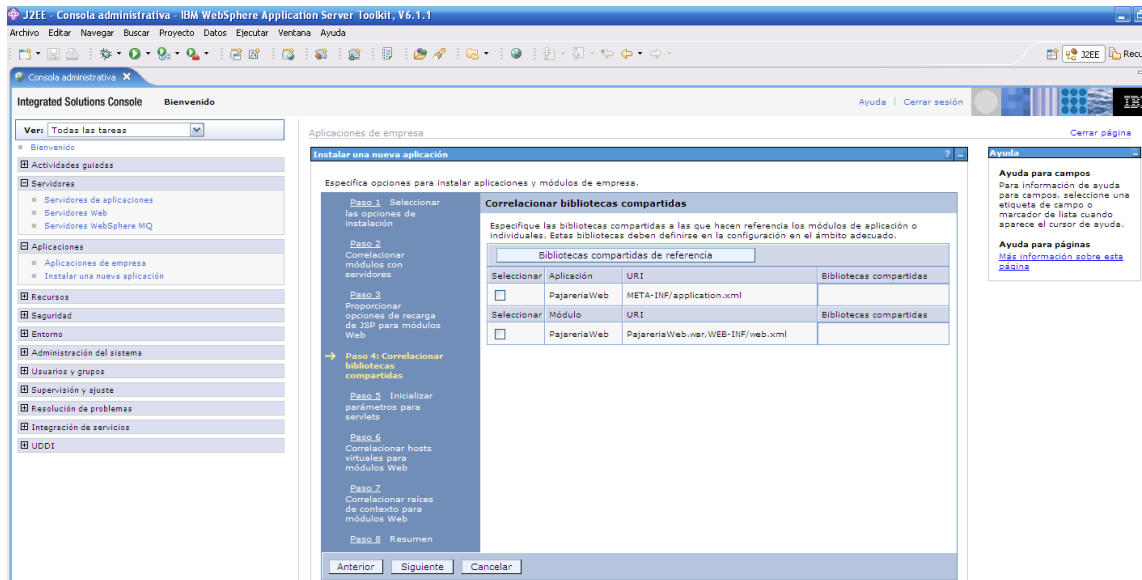 J2EE - Consola administrativa - IBM WebSphere Application Server Toolkit, V6.1.1
Archivo Editar Navegar Buscar Proyecto Datos Ejecutar Ventana Ayuda
J2EE Recu
Consola administrativa
Integrated Solutions Console Bienvenido
Ayuda | Cerrar sesión
IB
Ver: Todas las tareas
Bienvenido
Actividades guiadas
Servidores
Servidores de aplicaciones
Servidores Web
Servidores WebSphere MQ
Aplicaciones
Aplicaciones de empresa
Instalar una nueva aplicación
Recursos
Seguridad
Entorno
Administración del sistema
Usuarios y grupos
Supervisión y ajuste
Resolución de problemas
Integración de servicios
UDDI
Aplicaciones de empresa
Cerrar página
Instalar una nueva aplicación ? -
Especifica opciones para instalar aplicaciones y módulos de empresa.
Paso 1 Seleccionar
las opciones de
instalación
Paso 2
Correlacionar
módulos con
servidores
Paso 3
Proporcionar
opciones de recarga
de JSP para módulos
Web
Paso 4: Correlacionar
bibliotecas
compartidas
Paso 5 Inicializar
parámetros para
servlets
Paso 6
Correlacionar hosts
virtuales para
módulos Web
Paso 7
Correlacionar raíces
de contexto para
módulos Web
Paso 8 Resumen
Correlacionar bibliotecas compartidas
Especifique las bibliotecas compartidas a las que hacen referencia los módulos de aplicación o
individuales. Estas bibliotecas deben definirse en la configuración en el ámbito adecuado.
Bibliotecas compartidas de referencia
Seleccionar Aplicación URI Bibliotecas compartidas
PajareriaWeb META-INF/application.xml
Seleccionar Módulo URI Bibliotecas compartidas
PajareriaWeb PajareriaWeb.war,WEB-INF/web.xml
Anterior Siguiente Cancelar
Ayuda
Ayuda para campos
Para información de ayuda
para campos, seleccione una
etiqueta de campo o
marcador de lista cuando
aparece el cursor de ayuda.
Ayuda para páginas
Más información sobre esta
página